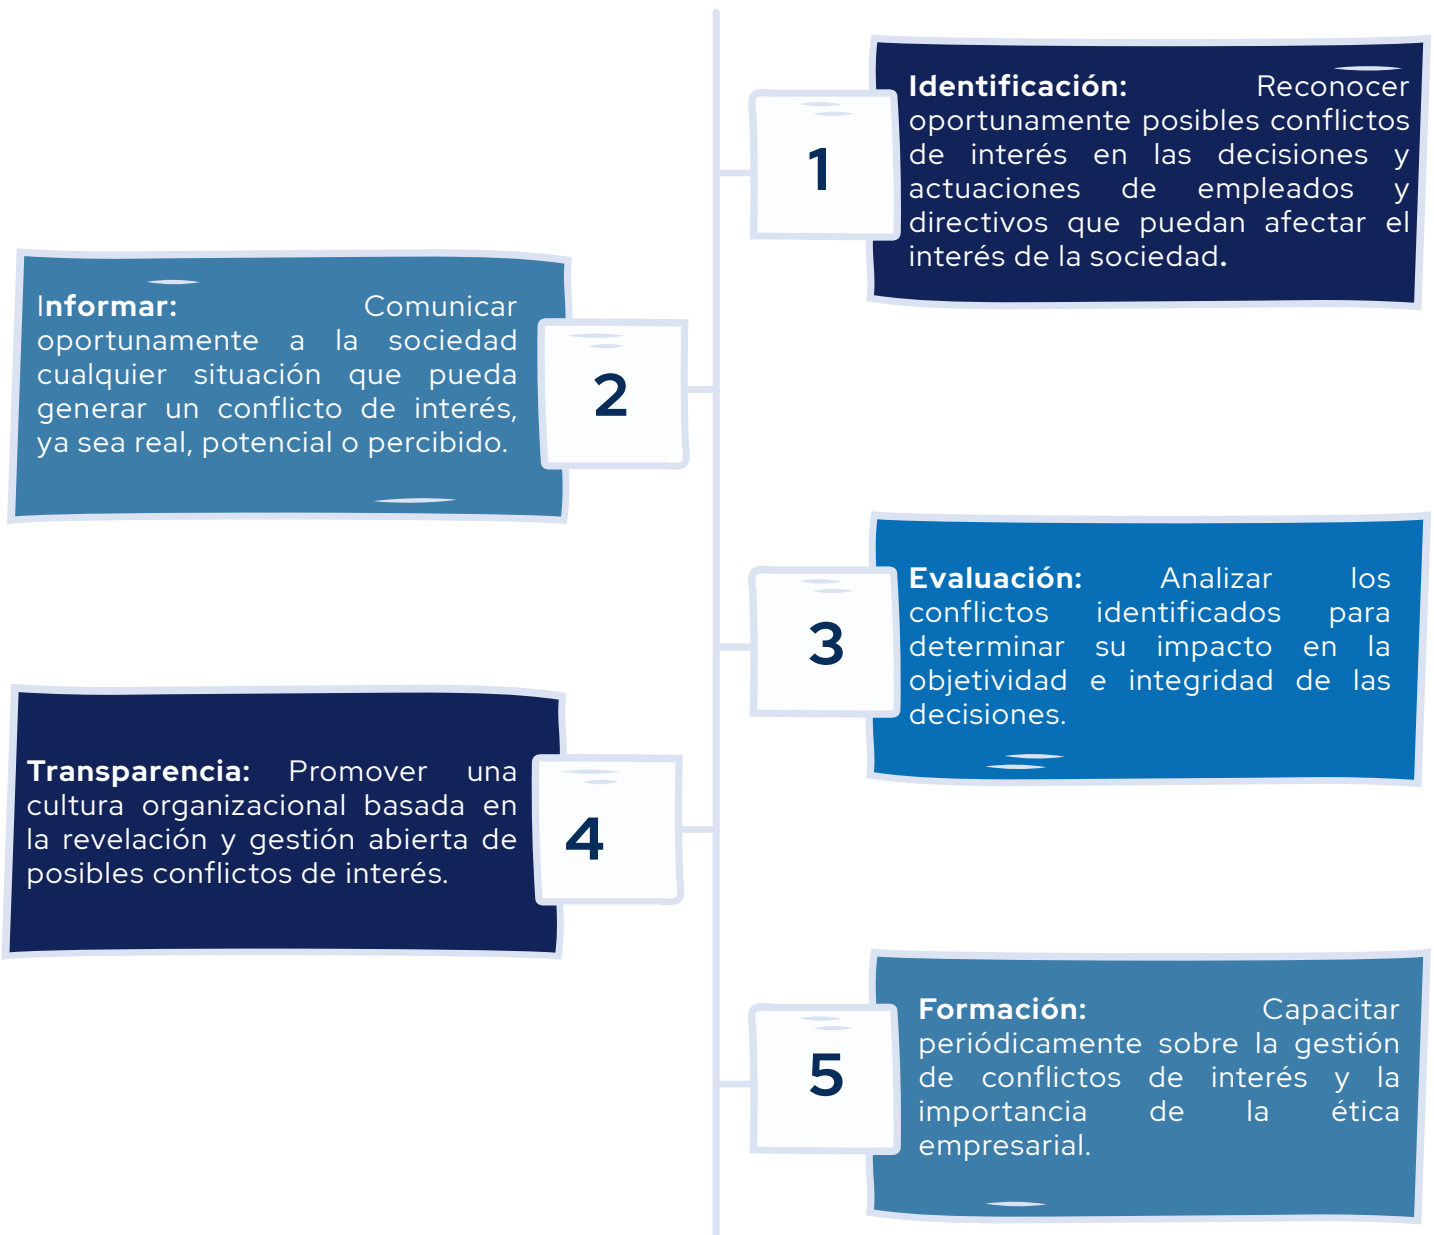 1
Identificación: Reconocer
oportunamente posibles conflictos
de interés en las decisiones y
actuaciones de empleados y
directivos que puedan afectar el
interés de la sociedad.
2
Informar: Comunicar
oportunamente a la sociedad
cualquier situación que pueda
generar un conflicto de interés,
ya sea real, potencial o percibido.
3
Evaluación: Analizar los
conflictos identificados para
determinar su impacto en la
objetividad e integridad de las
decisiones.
4
Transparencia: Promover una
cultura organizacional basada en
la revelación y gestión abierta de
posibles conflictos de interés.
5
Formación: Capacitar
periódicamente sobre la gestión
de conflictos de interés y la
importancia de la ética
empresarial.